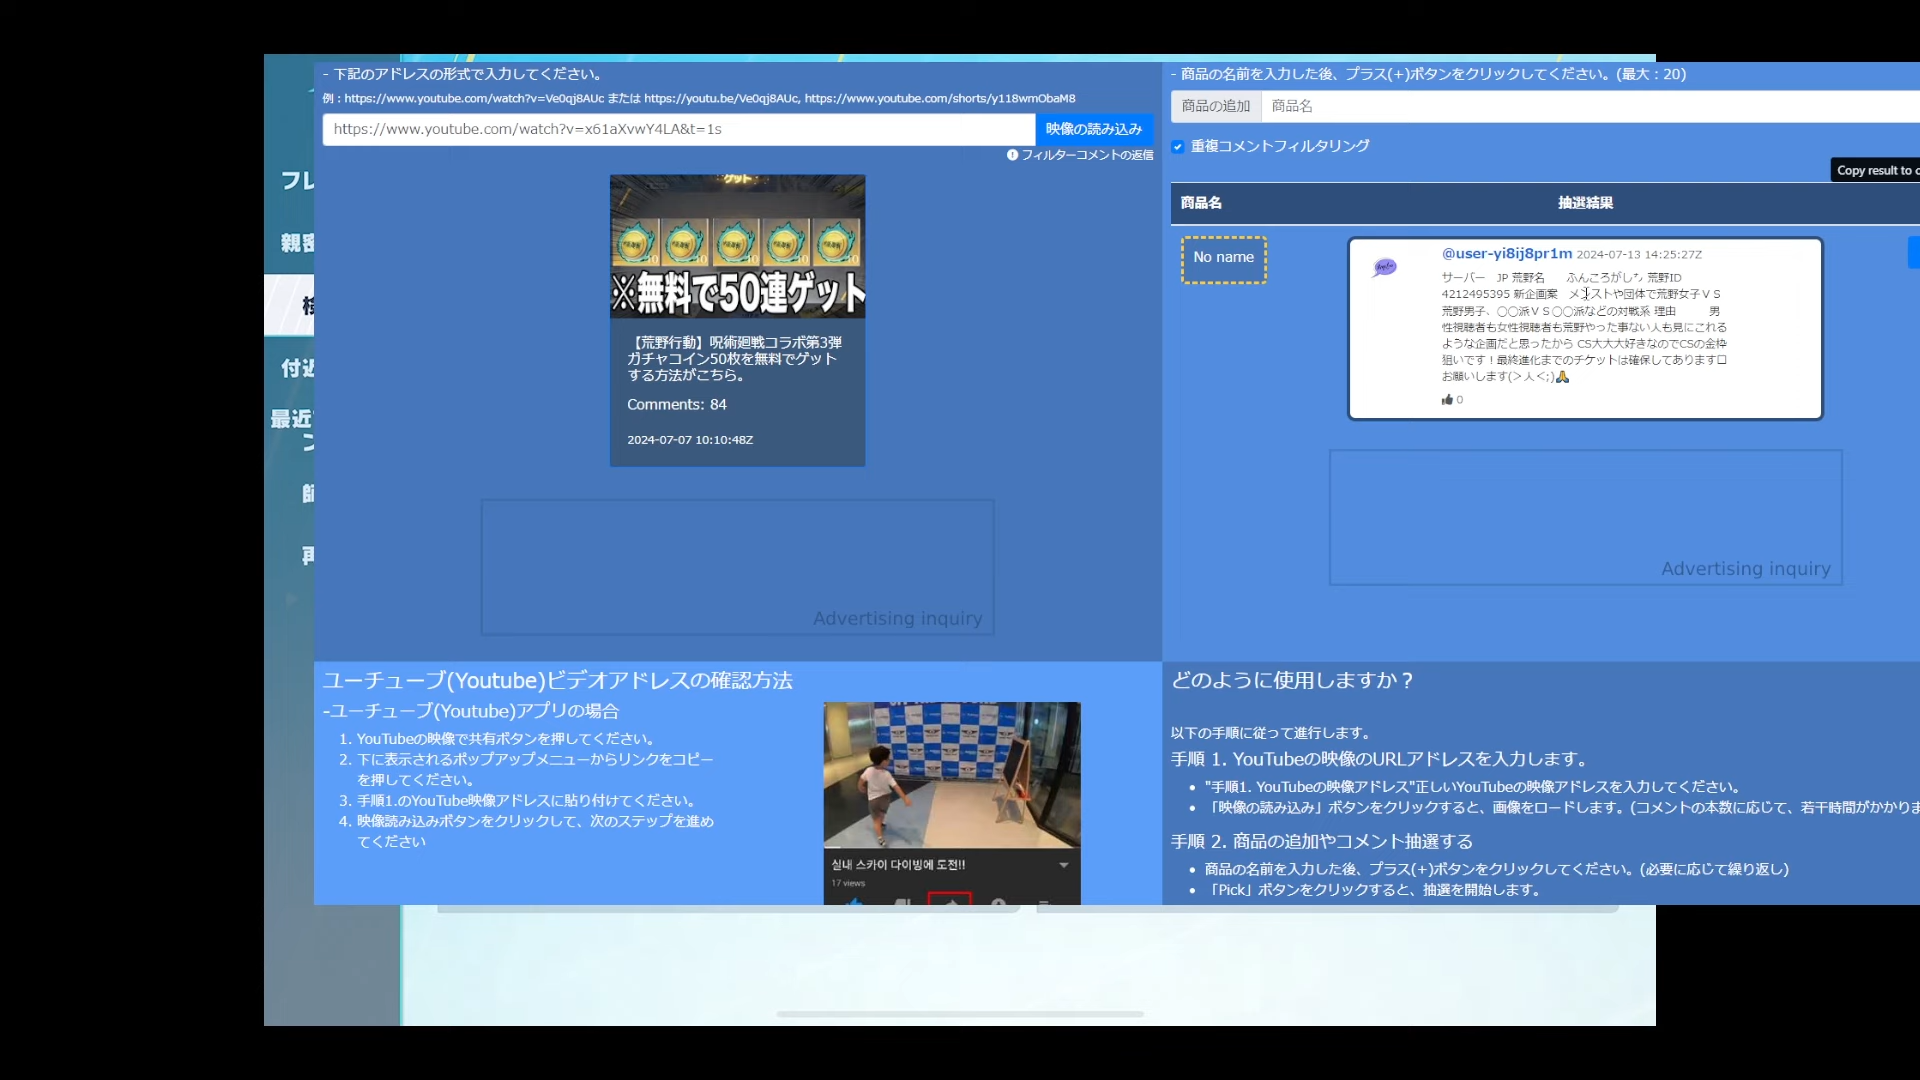 - 下記のアドレスの形式で入力してください。
例 : https://www.youtube.com/watch?v=Ve0qj8AUc または https://youtu.be/Ve0qj8AUc, https://www.youtube.com/shorts/y118wmObaM8
https://www.youtube.com/watch?v=x61aXvwY4LA&t=1s
映像の読み込み
フィルターコメントの返信
ゲット
※無料で50連ゲット
【荒野行動】呪術廻戦コラボ第3弾
ガチャコイン50枚を無料でゲット
する方法がこちら。
Comments: 84
2024-07-07 10:10:48Z
Advertising inquiry
- 商品の名前を入力した後、プラス(+)ボタンをクリックしてください。(最大 : 20)
商品の追加
商品名
重複コメントフィルタリング
Copy result to c
商品名
抽選結果
No name
@user-yi8ij8pr1m 2024-07-13 14:25:27Z
サーバー　JP 荒野名　　ふんころがし 荒野ID
4212495395 新企画案　メンストや団体で荒野女子ＶＳ
荒野男子、〇〇派ＶＳ〇〇派などの対戦系 理由　　　男
性視聴者も女性視聴者も荒野やった事ない人も見にこれる
ような企画だと思ったから CS大大大好きなのでCSの金枠
狙いです！最終進化までのチケットは確保してあります□
お願いします(＞人＜;)🙏
0
Advertising inquiry
フレ
親密
検
付近
最近
ン
師
再
ユーチューブ(Youtube)ビデオアドレスの確認方法
-ユーチューブ(Youtube)アプリの場合
1. YouTubeの映像で共有ボタンを押してください。
2. 下に表示されるポップアップメニューからリンクをコピー
を押してください。
3. 手順1.のYouTube映像アドレスに貼り付けてください。
4. 映像読み込みボタンをクリックして、次のステップを進め
てください
실내 스카이 다이빙에 도전!!
17 views
どのように使用しますか？
以下の手順に従って進行します。
手順 1. YouTubeの映像のURLアドレスを入力します。
• "手順1. YouTubeの映像アドレス"正しいYouTubeの映像アドレスを入力してください。
• 「映像の読み込み」ボタンをクリックすると、画像をロードします。(コメントの本数に応じて、若干時間がかかりま
手順 2. 商品の追加やコメント抽選する
• 商品の名前を入力した後、プラス(+)ボタンをクリックしてください。(必要に応じて繰り返し)
• 「Pick」ボタンをクリックすると、抽選を開始します。